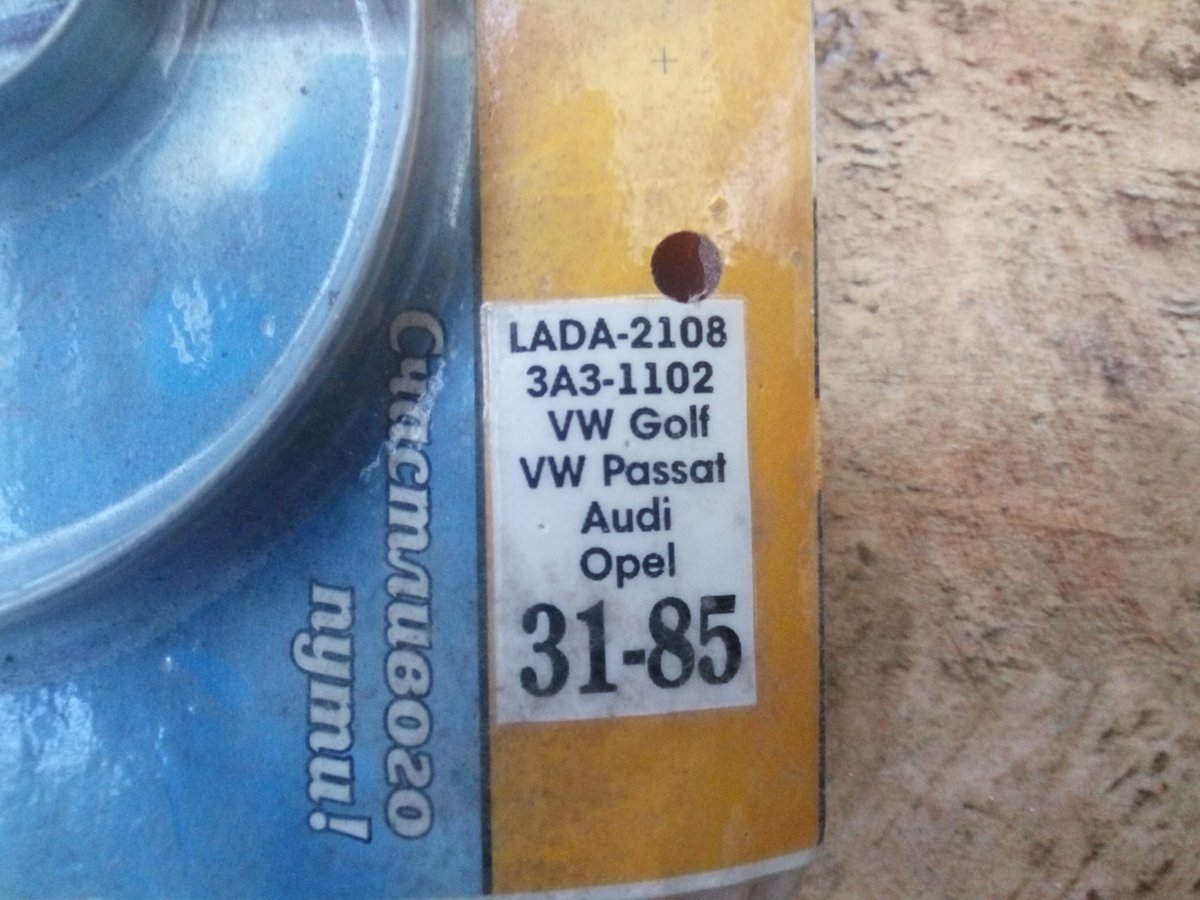 Счастливого
пути!
LADA-2108
ЗАЗ-1102
VW Golf
VW Passat
Audi
Opel
31-85